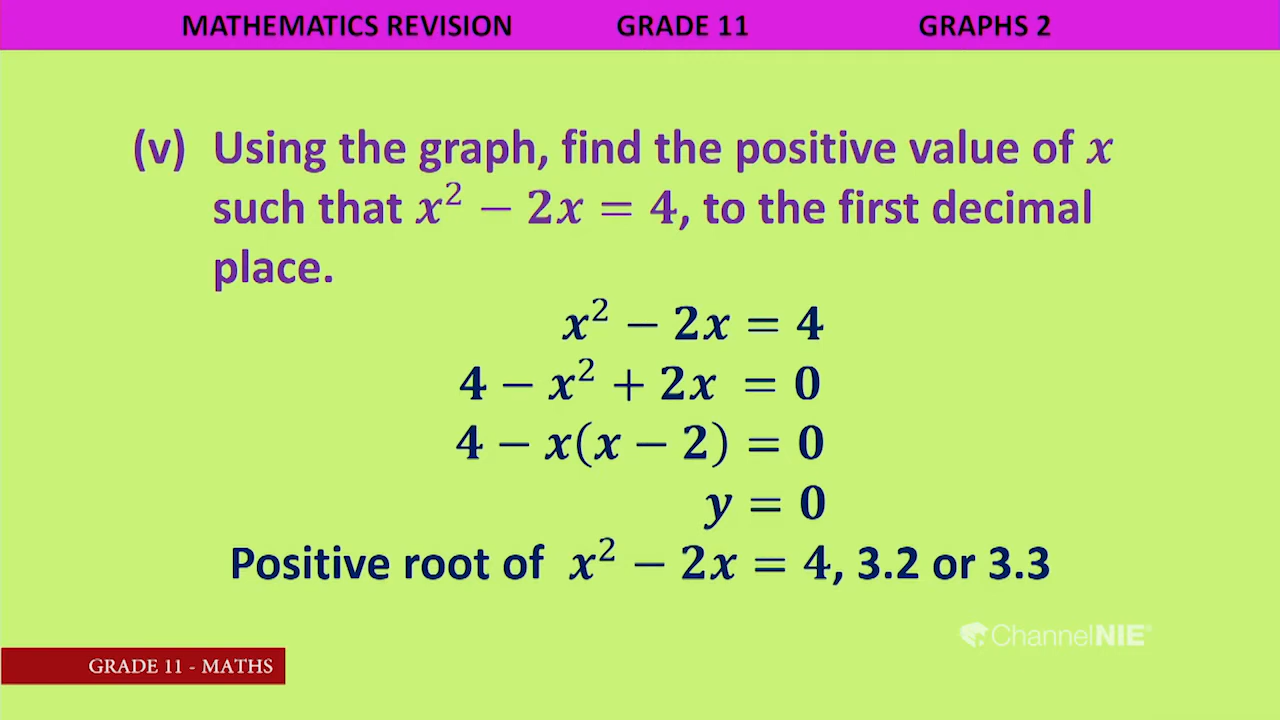 MATHEMATICS REVISION GRADE 11 GRAPHS 2
(v) Using the graph, find the positive value of x
such that x² − 2x = 4, to the first decimal
place.
x² − 2x = 4
4 − x² + 2x = 0
4 − x(x − 2) = 0
y = 0
Positive root of x² − 2x = 4, 3.2 or 3.3
ChannelNIE®
GRADE 11 - MATHS